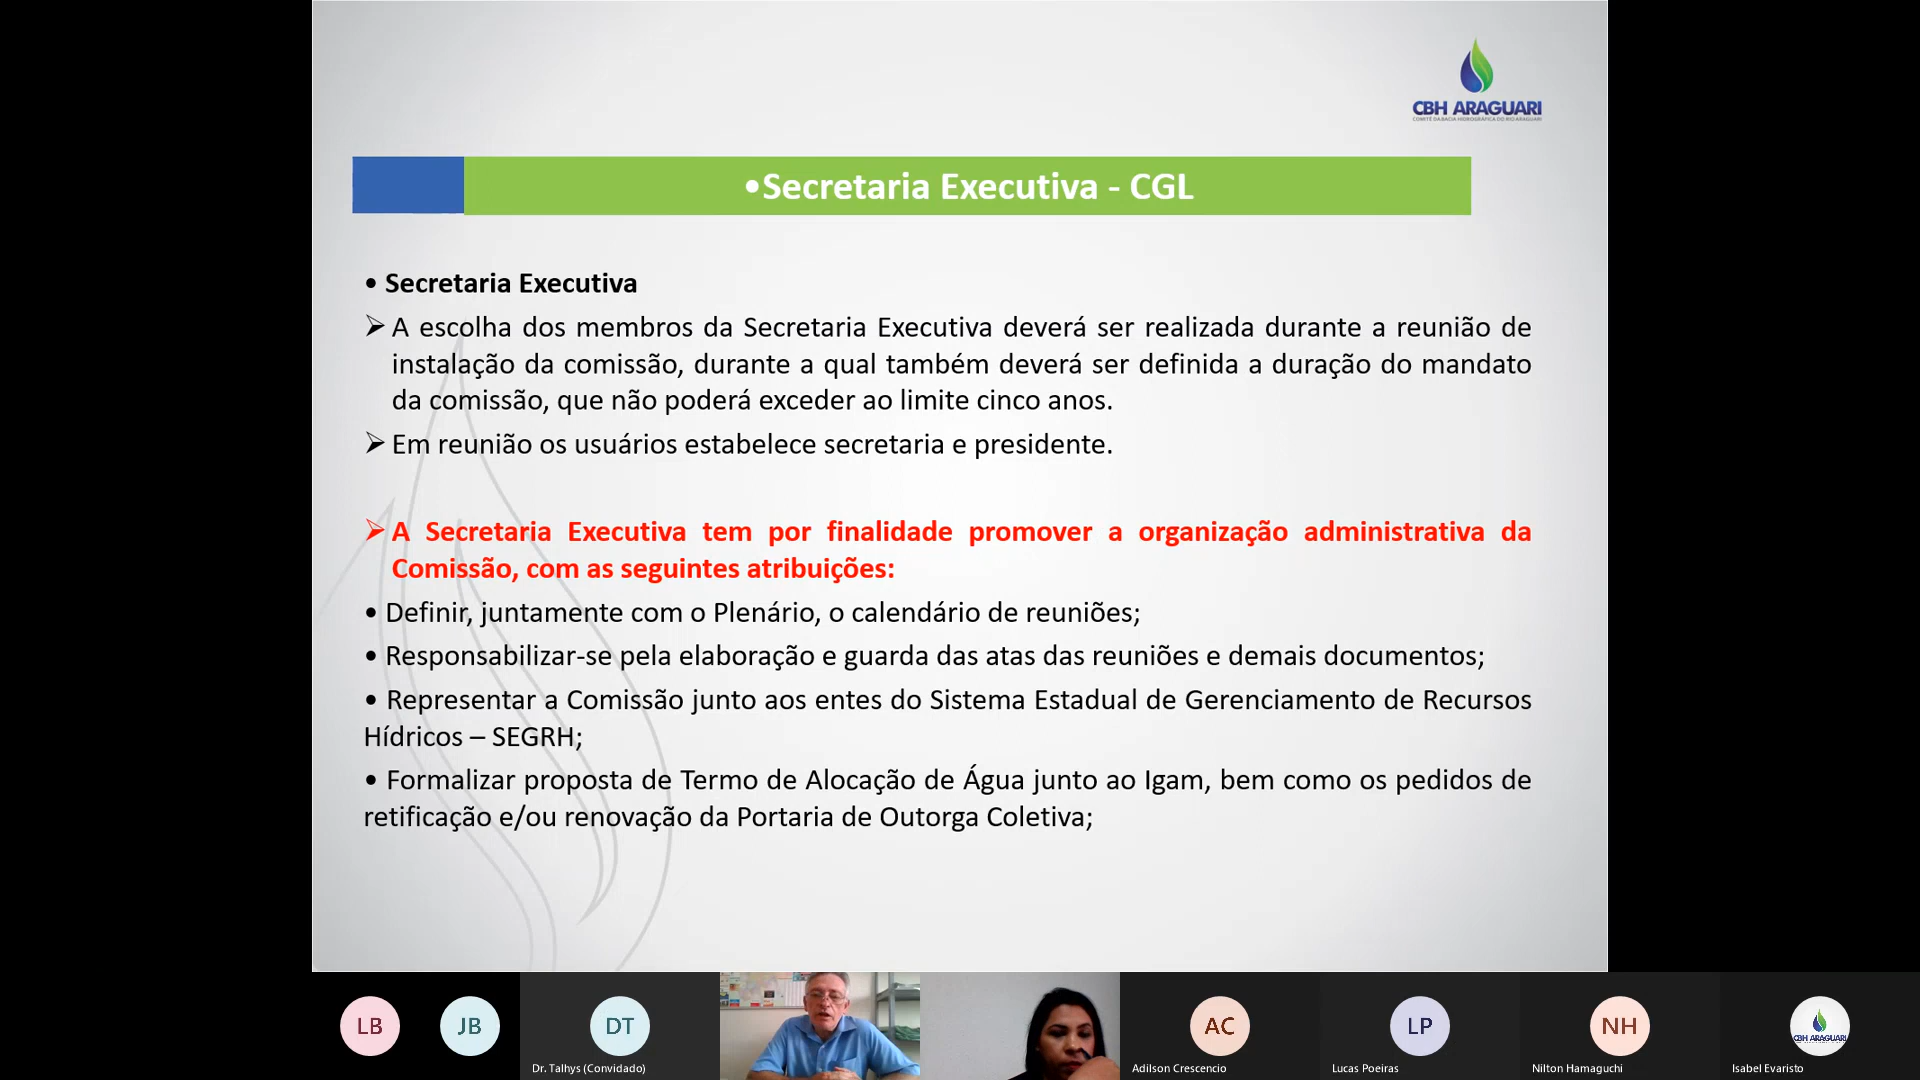 CBH ARAGUARI
COMITÊ DA BACIA HIDROGRÁFICA DO RIO ARAGUARI
•Secretaria Executiva - CGL
• Secretaria Executiva
➢ A escolha dos membros da Secretaria Executiva deverá ser realizada durante a reunião de
instalação da comissão, durante a qual também deverá ser definida a duração do mandato
da comissão, que não poderá exceder ao limite cinco anos.
➢ Em reunião os usuários estabelece secretaria e presidente.
➢ A Secretaria Executiva tem por finalidade promover a organização administrativa da
Comissão, com as seguintes atribuições:
• Definir, juntamente com o Plenário, o calendário de reuniões;
• Responsabilizar-se pela elaboração e guarda das atas das reuniões e demais documentos;
• Representar a Comissão junto aos entes do Sistema Estadual de Gerenciamento de Recursos
Hídricos – SEGRH;
• Formalizar proposta de Termo de Alocação de Água junto ao Igam, bem como os pedidos de
retificação e/ou renovação da Portaria de Outorga Coletiva;
LB
JB
DT
AC
LP
NH
CBH ARAGUARI
Dr. Talhys (Convidado)
Adilson Crescencio
Lucas Poeiras
Nilton Hamaguchi
Isabel Evaristo